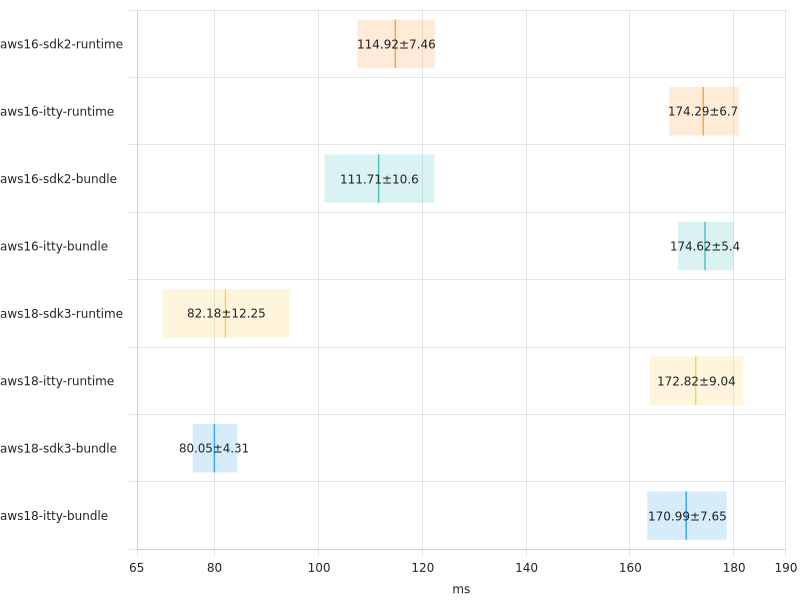 aws16-sdk2-runtime 114.92±7.46
aws16-itty-runtime 174.29±6.7
aws16-sdk2-bundle 111.71±10.6
aws16-itty-bundle 174.62±5.4
aws18-sdk3-runtime 82.18±12.25
aws18-itty-runtime 172.82±9.04
aws18-sdk3-bundle 80.05±4.31
aws18-itty-bundle 170.99±7.65
65 80 100 120 140 160 180 190
ms